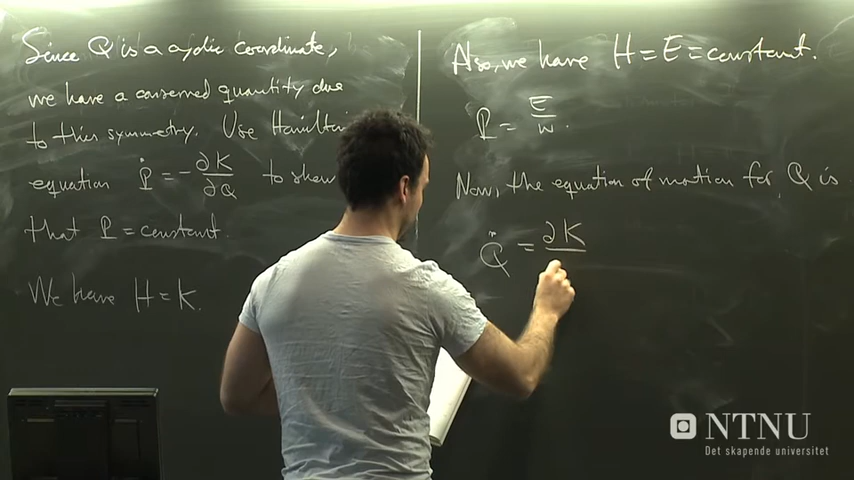 Since Q is a cyclic coordinate,
we have a conserved quantity due
to this symmetry. Use
equation Ṗ = -∂K/∂Q to show
that P = constant.
We have H = K.
Also, we have H = E = constant.
P = E/w.
Now, the equation of motion for Q is
Q̇ = ∂K
NTNU
Det skapende universitet